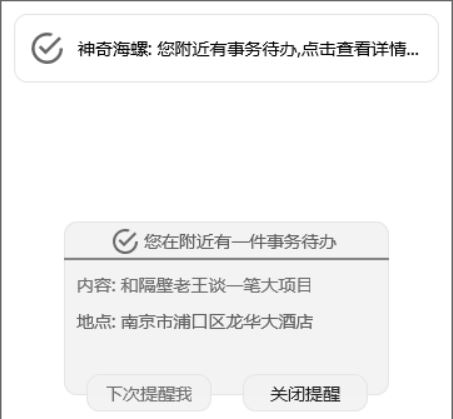 神奇海螺: 您附近有事务待办,点击查看详情...
您在附近有一件事务待办
内容: 和隔壁老王谈一笔大项目
地点: 南京市浦口区龙华大酒店
下次提醒我 关闭提醒